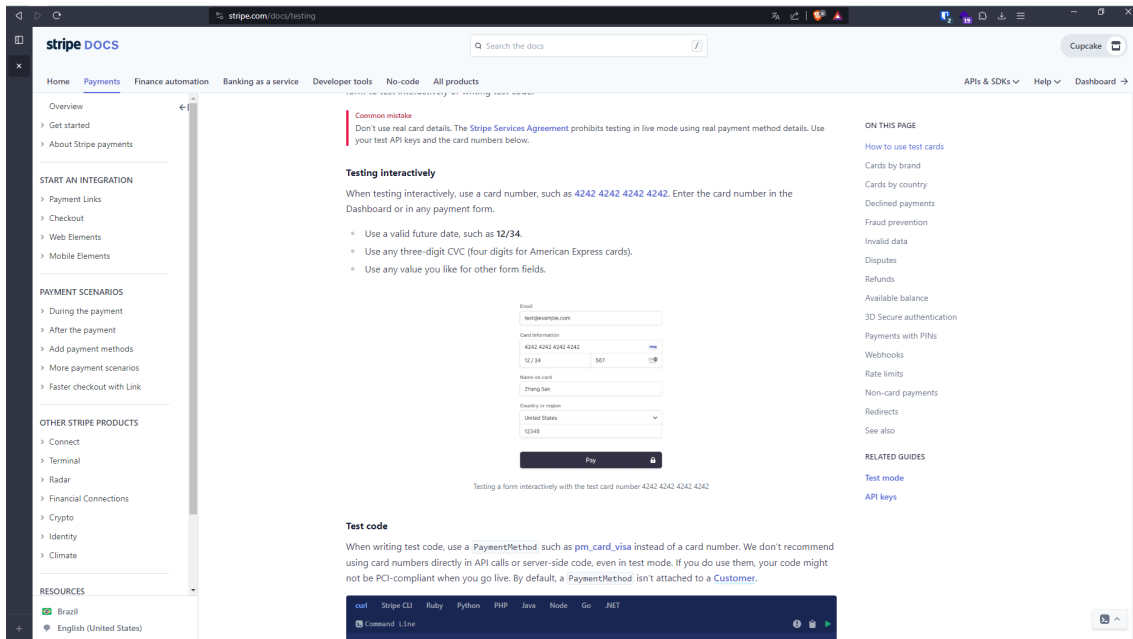 stripe.com/docs/testing
2
19
stripe DOCS
Search the docs
/
Cupcake
Home Payments Finance automation Banking as a service Developer tools No-code All products
APIs & SDKs Help Dashboard
Overview
Get started
About Stripe payments
START AN INTEGRATION
Payment Links
Checkout
Web Elements
Mobile Elements
PAYMENT SCENARIOS
During the payment
After the payment
Add payment methods
More payment scenarios
Faster checkout with Link
OTHER STRIPE PRODUCTS
Connect
Terminal
Radar
Financial Connections
Crypto
Identity
Climate
RESOURCES
Brazil
English (United States)
form to test interactively or writing test code.
Common mistake
Don't use real card details. The Stripe Services Agreement prohibits testing in live mode using real payment method details. Use
your test API keys and the card numbers below.
Testing interactively
When testing interactively, use a card number, such as 4242 4242 4242 4242. Enter the card number in the
Dashboard or in any payment form.
Use a valid future date, such as 12/34.
Use any three-digit CVC (four digits for American Express cards).
Use any value you like for other form fields.
Email
test@example.com
Card information
4242 4242 4242 4242 VISA
12 / 34 567
Name on card
Zhang San
Country or region
United States
12345
Pay
Testing a form interactively with the test card number 4242 4242 4242 4242
Test code
When writing test code, use a PaymentMethod such as pm_card_visa instead of a card number. We don't recommend
using card numbers directly in API calls or server-side code, even in test mode. If you do use them, your code might
not be PCI-compliant when you go live. By default, a PaymentMethod isn't attached to a Customer.
curl Stripe CLI Ruby Python PHP Java Node Go .NET
Command Line
ON THIS PAGE
How to use test cards
Cards by brand
Cards by country
Declined payments
Fraud prevention
Invalid data
Disputes
Refunds
Available balance
3D Secure authentication
Payments with PINs
Webhooks
Rate limits
Non-card payments
Redirects
See also
RELATED GUIDES
Test mode
API keys